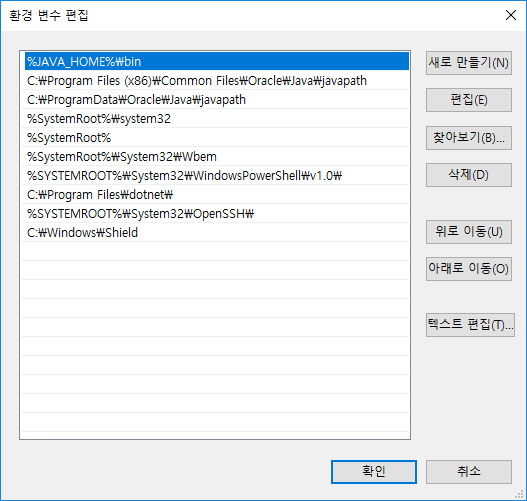 환경 변수 편집
%JAVA_HOME%₩bin
C:₩Program Files (x86)₩Common Files₩Oracle₩Java₩javapath
C:₩ProgramData₩Oracle₩Java₩javapath
%SystemRoot%₩system32
%SystemRoot%
%SystemRoot%₩System32₩Wbem
%SYSTEMROOT%₩System32₩WindowsPowerShell₩v1.0₩
C:₩Program Files₩dotnet₩
%SYSTEMROOT%₩System32₩OpenSSH₩
C:₩Windows₩Shield
새로 만들기(N)
편집(E)
찾아보기(B)...
삭제(D)
위로 이동(U)
아래로 이동(O)
텍스트 편집(T)...
확인
취소